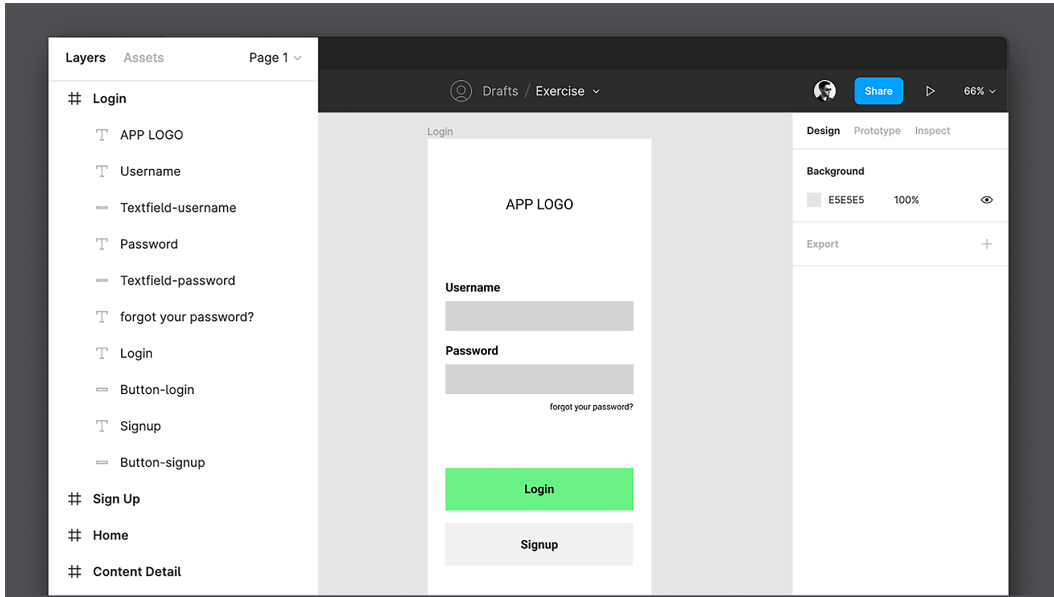 Layers Assets Page 1
Login
APP LOGO
Username
Textfield-username
Password
Textfield-password
forgot your password?
Login
Button-login
Signup
Button-signup
Sign Up
Home
Content Detail
Drafts / Exercise
Share
66%
Login
APP LOGO
Username
Password
forgot your password?
Login
Signup
Design Prototype Inspect
Background
E5E5E5 100%
Export